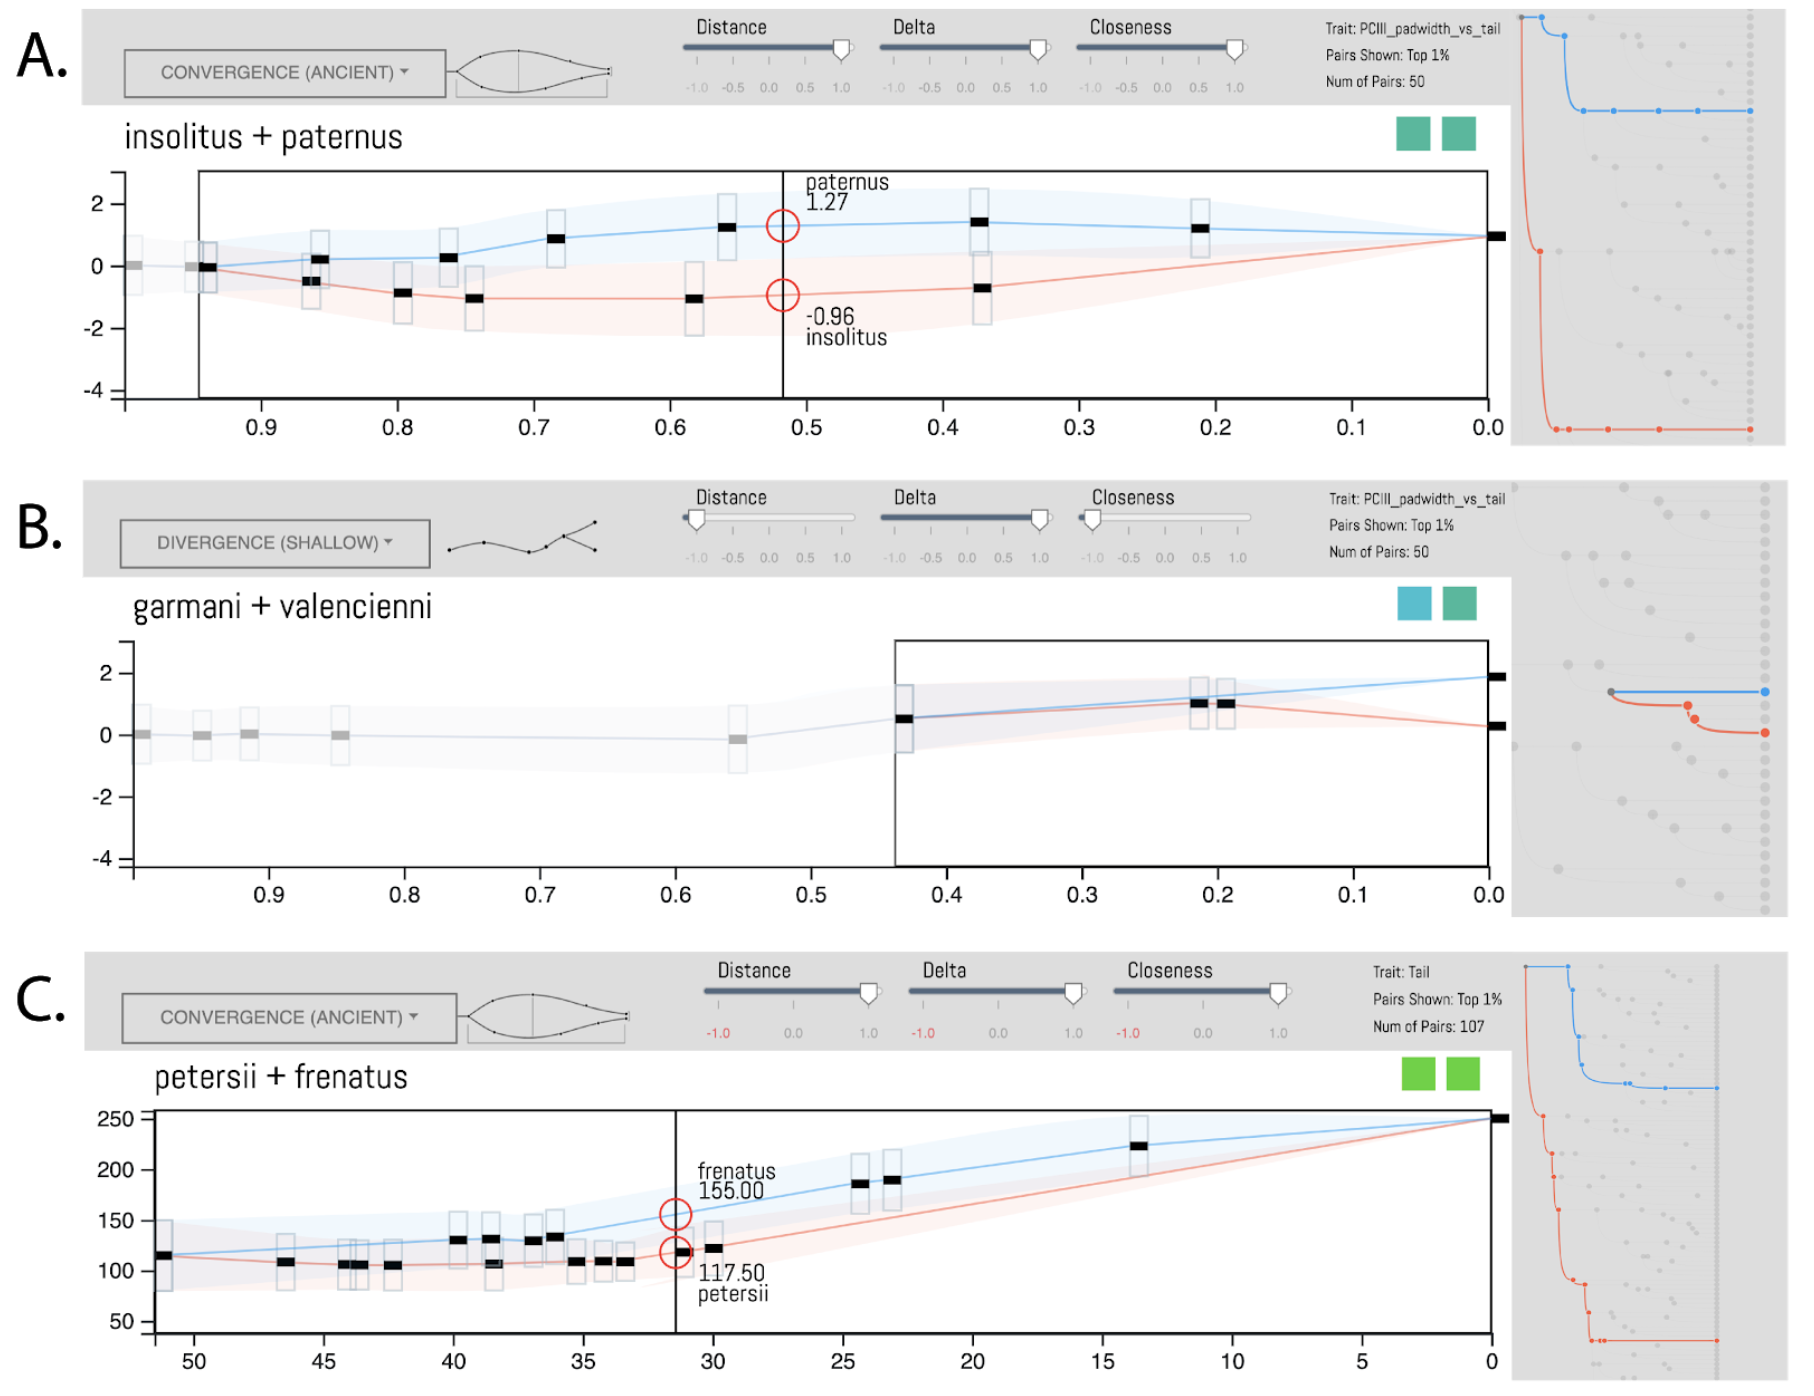 A.
CONVERGENCE (ANCIENT)
Distance
-1.0 -0.5 0.0 0.5 1.0
Delta
-1.0 -0.5 0.0 0.5 1.0
Closeness
-1.0 -0.5 0.0 0.5 1.0
Trait: PCIII_padwidth_vs_tail
Pairs Shown: Top 1%
Num of Pairs: 50
insolitus + paternus
2
0
-2
-4
paternus
1.27
-0.96
insolitus
0.9 0.8 0.7 0.6 0.5 0.4 0.3 0.2 0.1 0.0
B.
DIVERGENCE (SHALLOW)
Distance
-1.0 -0.5 0.0 0.5 1.0
Delta
-1.0 -0.5 0.0 0.5 1.0
Closeness
-1.0 -0.5 0.0 0.5 1.0
Trait: PCIII_padwidth_vs_tail
Pairs Shown: Top 1%
Num of Pairs: 50
garmani + valencienni
2
0
-2
-4
0.9 0.8 0.7 0.6 0.5 0.4 0.3 0.2 0.1 0.0
C.
CONVERGENCE (ANCIENT)
Distance
-1.0 0.0 1.0
Delta
-1.0 0.0 1.0
Closeness
-1.0 0.0 1.0
Trait: Tail
Pairs Shown: Top 1%
Num of Pairs: 107
petersii + frenatus
250
200
150
100
50
frenatus
155.00
117.50
petersii
50 45 40 35 30 25 20 15 10 5 0